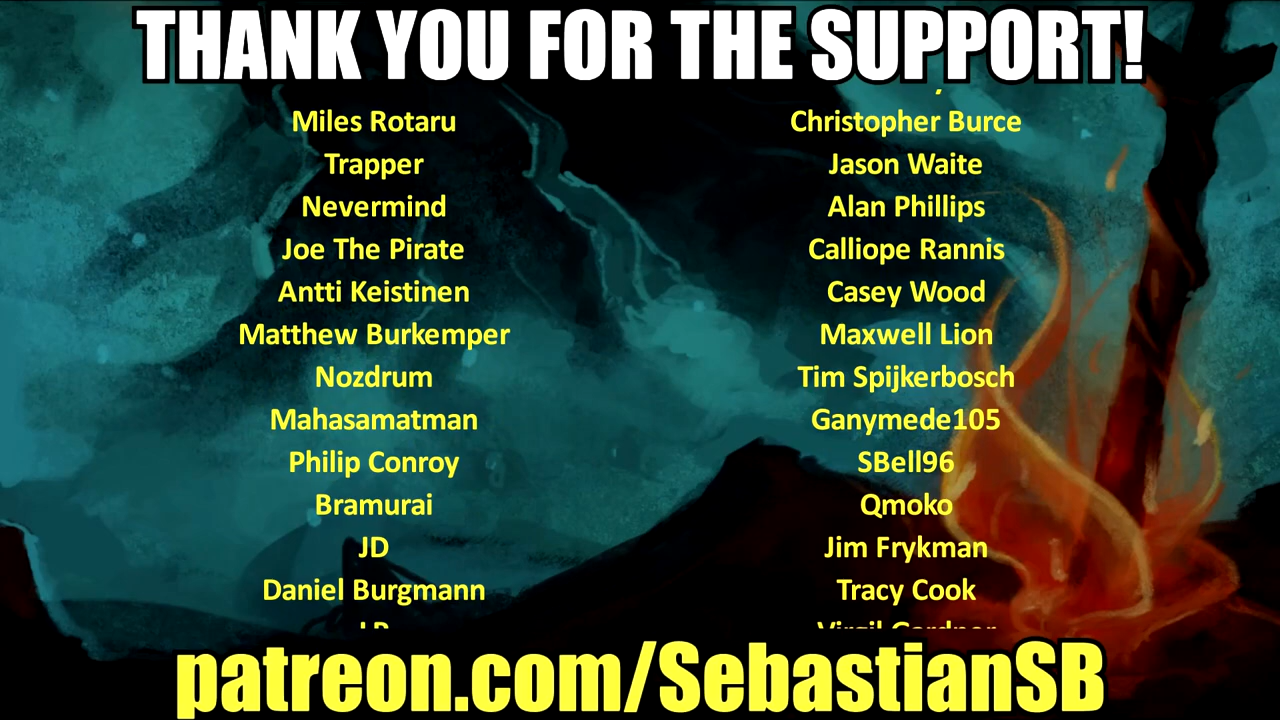 THANK YOU FOR THE SUPPORT!
Miles Rotaru
Trapper
Nevermind
Joe The Pirate
Antti Keistinen
Matthew Burkemper
Nozdrum
Mahasamatman
Philip Conroy
Bramurai
JD
Daniel Burgmann
Christopher Burce
Jason Waite
Alan Phillips
Calliope Rannis
Casey Wood
Maxwell Lion
Tim Spijkerbosch
Ganymede105
SBell96
Qmoko
Jim Frykman
Tracy Cook
Virgil Gardner
patreon.com/SebastianSB